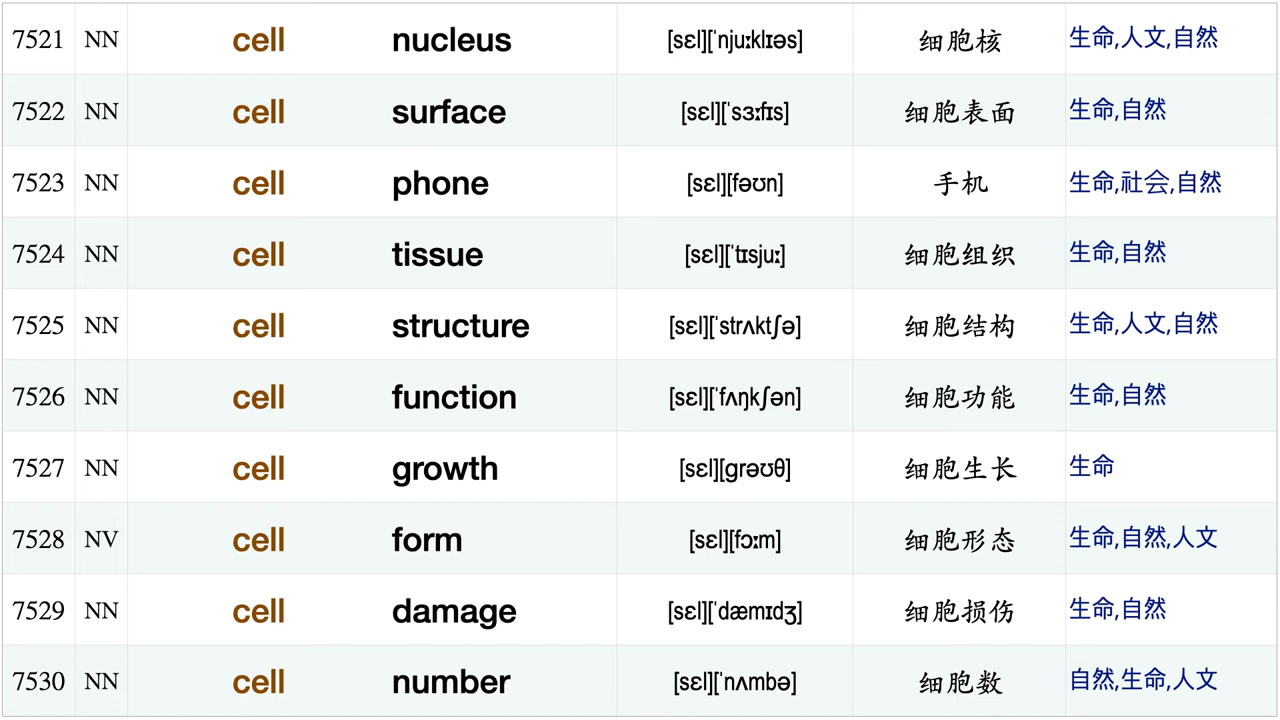 7521 NN cell nucleus [sɛl][ˈnjuːklɪəs] 细胞核 生命,人文,自然
7522 NN cell surface [sɛl][ˈsɜːfɪs] 细胞表面 生命,自然
7523 NN cell phone [sɛl][fəʊn] 手机 生命,社会,自然
7524 NN cell tissue [sɛl][ˈtɪsjuː] 细胞组织 生命,自然
7525 NN cell structure [sɛl][ˈstrʌktʃə] 细胞结构 生命,人文,自然
7526 NN cell function [sɛl][ˈfʌŋkʃən] 细胞功能 生命,自然
7527 NN cell growth [sɛl][grəʊθ] 细胞生长 生命
7528 NV cell form [sɛl][fɔːm] 细胞形态 生命,自然,人文
7529 NN cell damage [sɛl][ˈdæmɪdʒ] 细胞损伤 生命,自然
7530 NN cell number [sɛl][ˈnʌmbə] 细胞数 自然,生命,人文